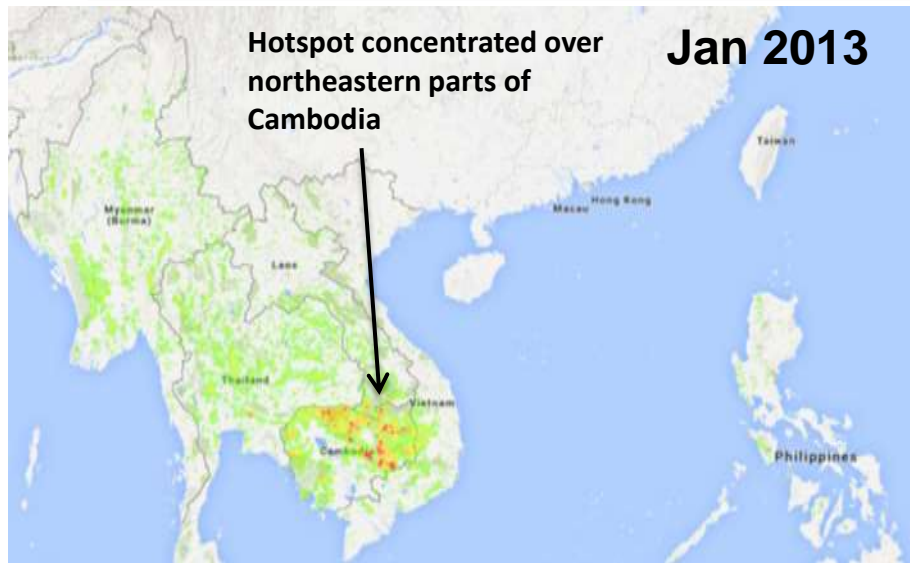 Hotspot concentrated over
northeastern parts of
Cambodia
Jan 2013
Taiwan
Hong Kong
Macau
Myanmar
(Burma)
Laos
Thailand
Vietnam
Cambodia
Philippines